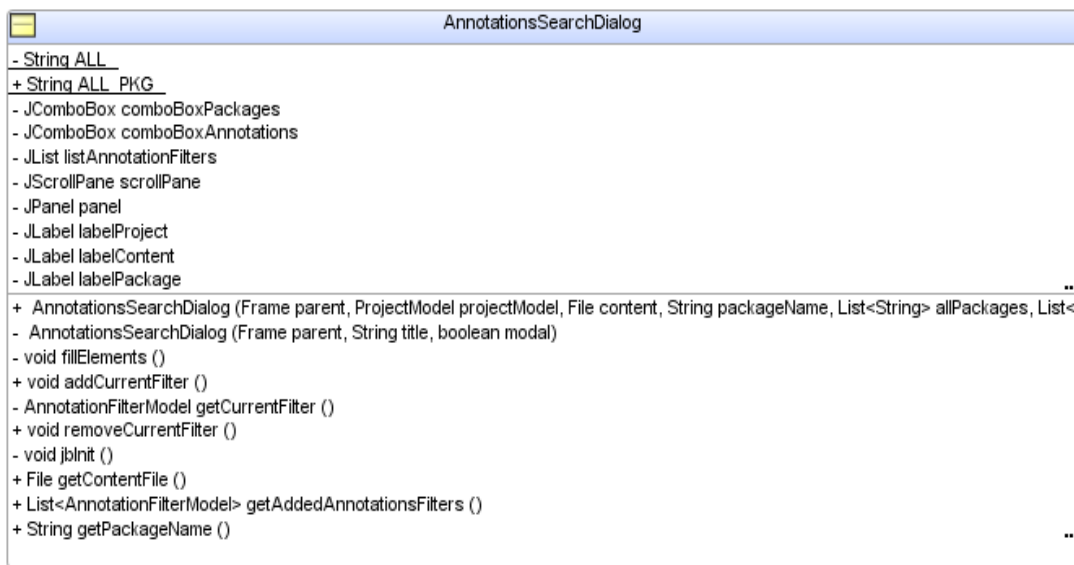 AnnotationsSearchDialog
- String ALL
+ String ALL_PKG
- JComboBox comboBoxPackages
- JComboBox comboBoxAnnotations
- JList listAnnotationFilters
- JScrollPane scrollPane
- JPanel panel
- JLabel labelProject
- JLabel labelContent
- JLabel labelPackage
...
+ AnnotationsSearchDialog (Frame parent, ProjectModel projectModel, File content, String packageName, List<String> allPackages, List<
- AnnotationsSearchDialog (Frame parent, String title, boolean modal)
- void fillElements ()
+ void addCurrentFilter ()
- AnnotationFilterModel getCurrentFilter ()
+ void removeCurrentFilter ()
- void jbInit ()
+ File getContentFile ()
+ List<AnnotationFilterModel> getAddedAnnotationsFilters ()
+ String getPackageName ()
...